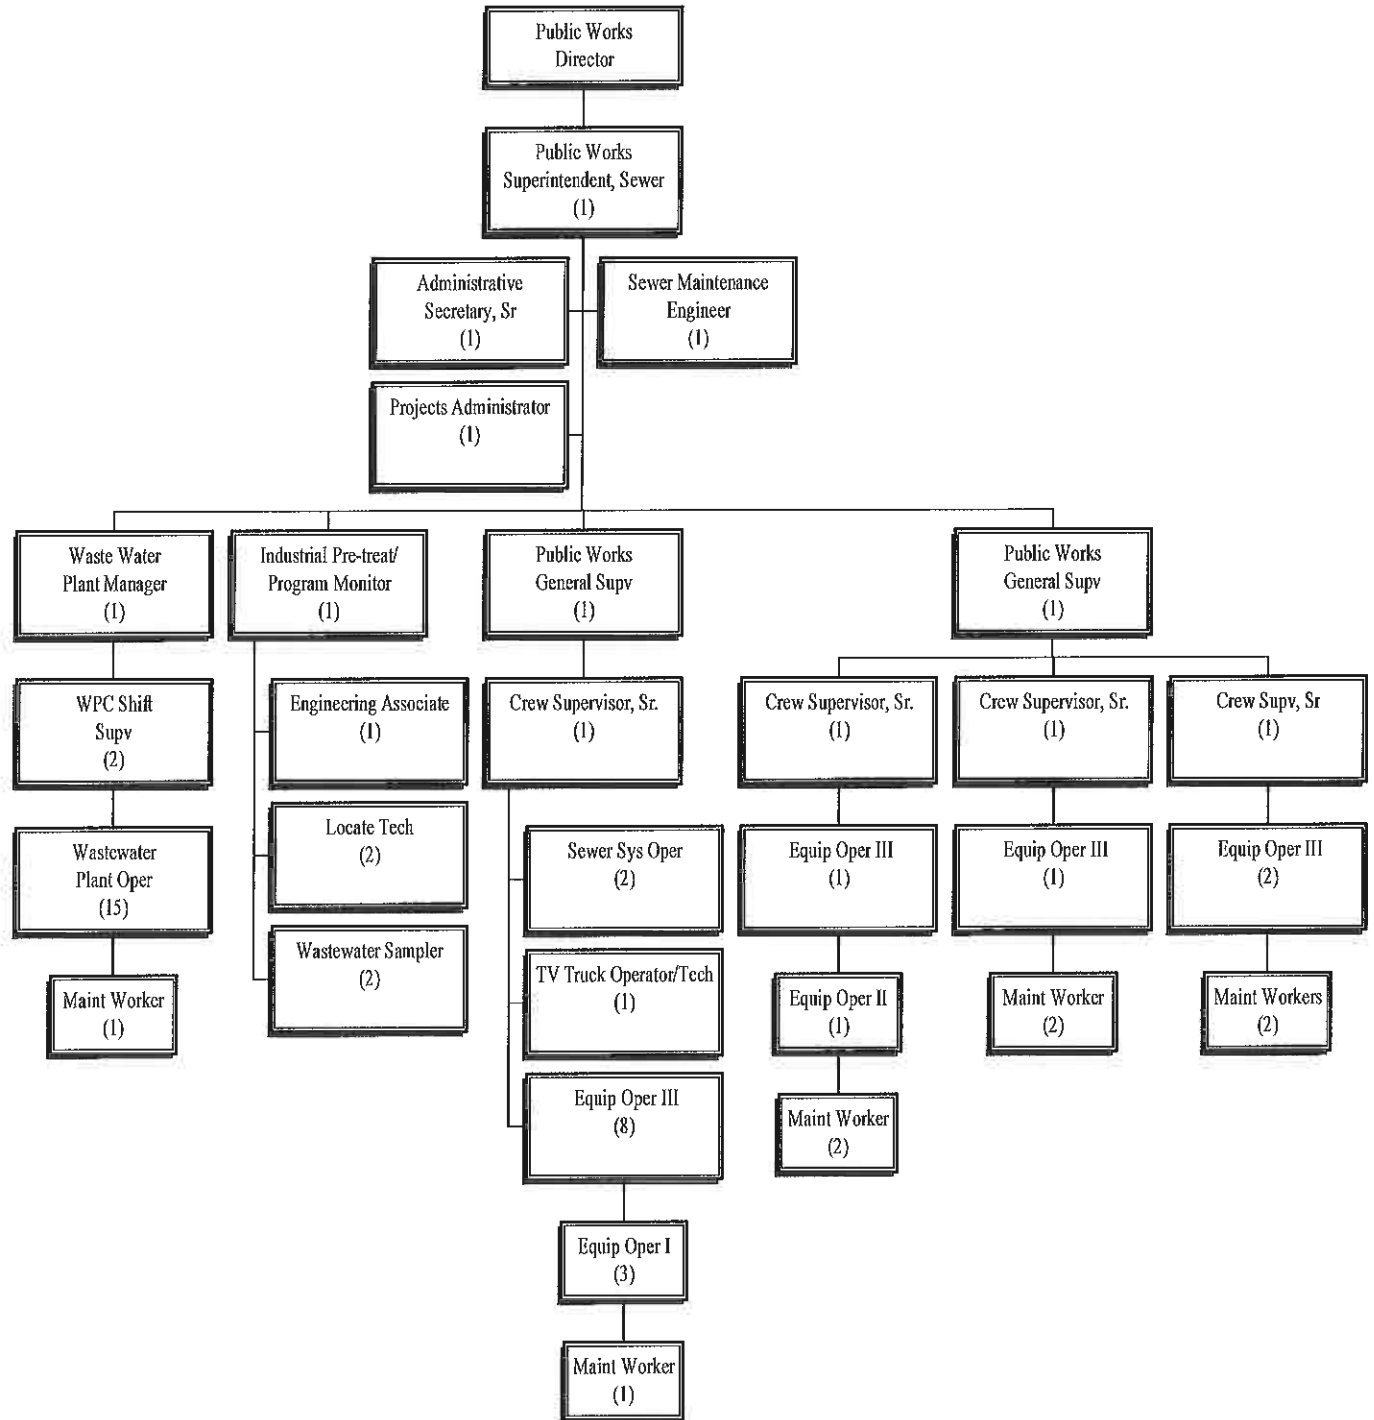 Public Works
Director
Public Works
Superintendent, Sewer
(1)
Administrative
Secretary, Sr
(1)
Sewer Maintenance
Engineer
(1)
Projects Administrator
(1)
Waste Water
Plant Manager
(1)
Industrial Pre-treat/
Program Monitor
(1)
Public Works
General Supv
(1)
Public Works
General Supv
(1)
WPC Shift
Supv
(2)
Engineering Associate
(1)
Crew Supervisor, Sr.
(1)
Crew Supervisor, Sr.
(1)
Crew Supervisor, Sr.
(1)
Crew Supv, Sr
(1)
Wastewater
Plant Oper
(15)
Locate Tech
(2)
Sewer Sys Oper
(2)
Equip Oper III
(1)
Equip Oper III
(1)
Equip Oper III
(2)
Maint Worker
(1)
Wastewater Sampler
(2)
TV Truck Operator/Tech
(1)
Equip Oper II
(1)
Maint Worker
(2)
Maint Workers
(2)
Equip Oper III
(8)
Maint Worker
(2)
Equip Oper I
(3)
Maint Worker
(1)